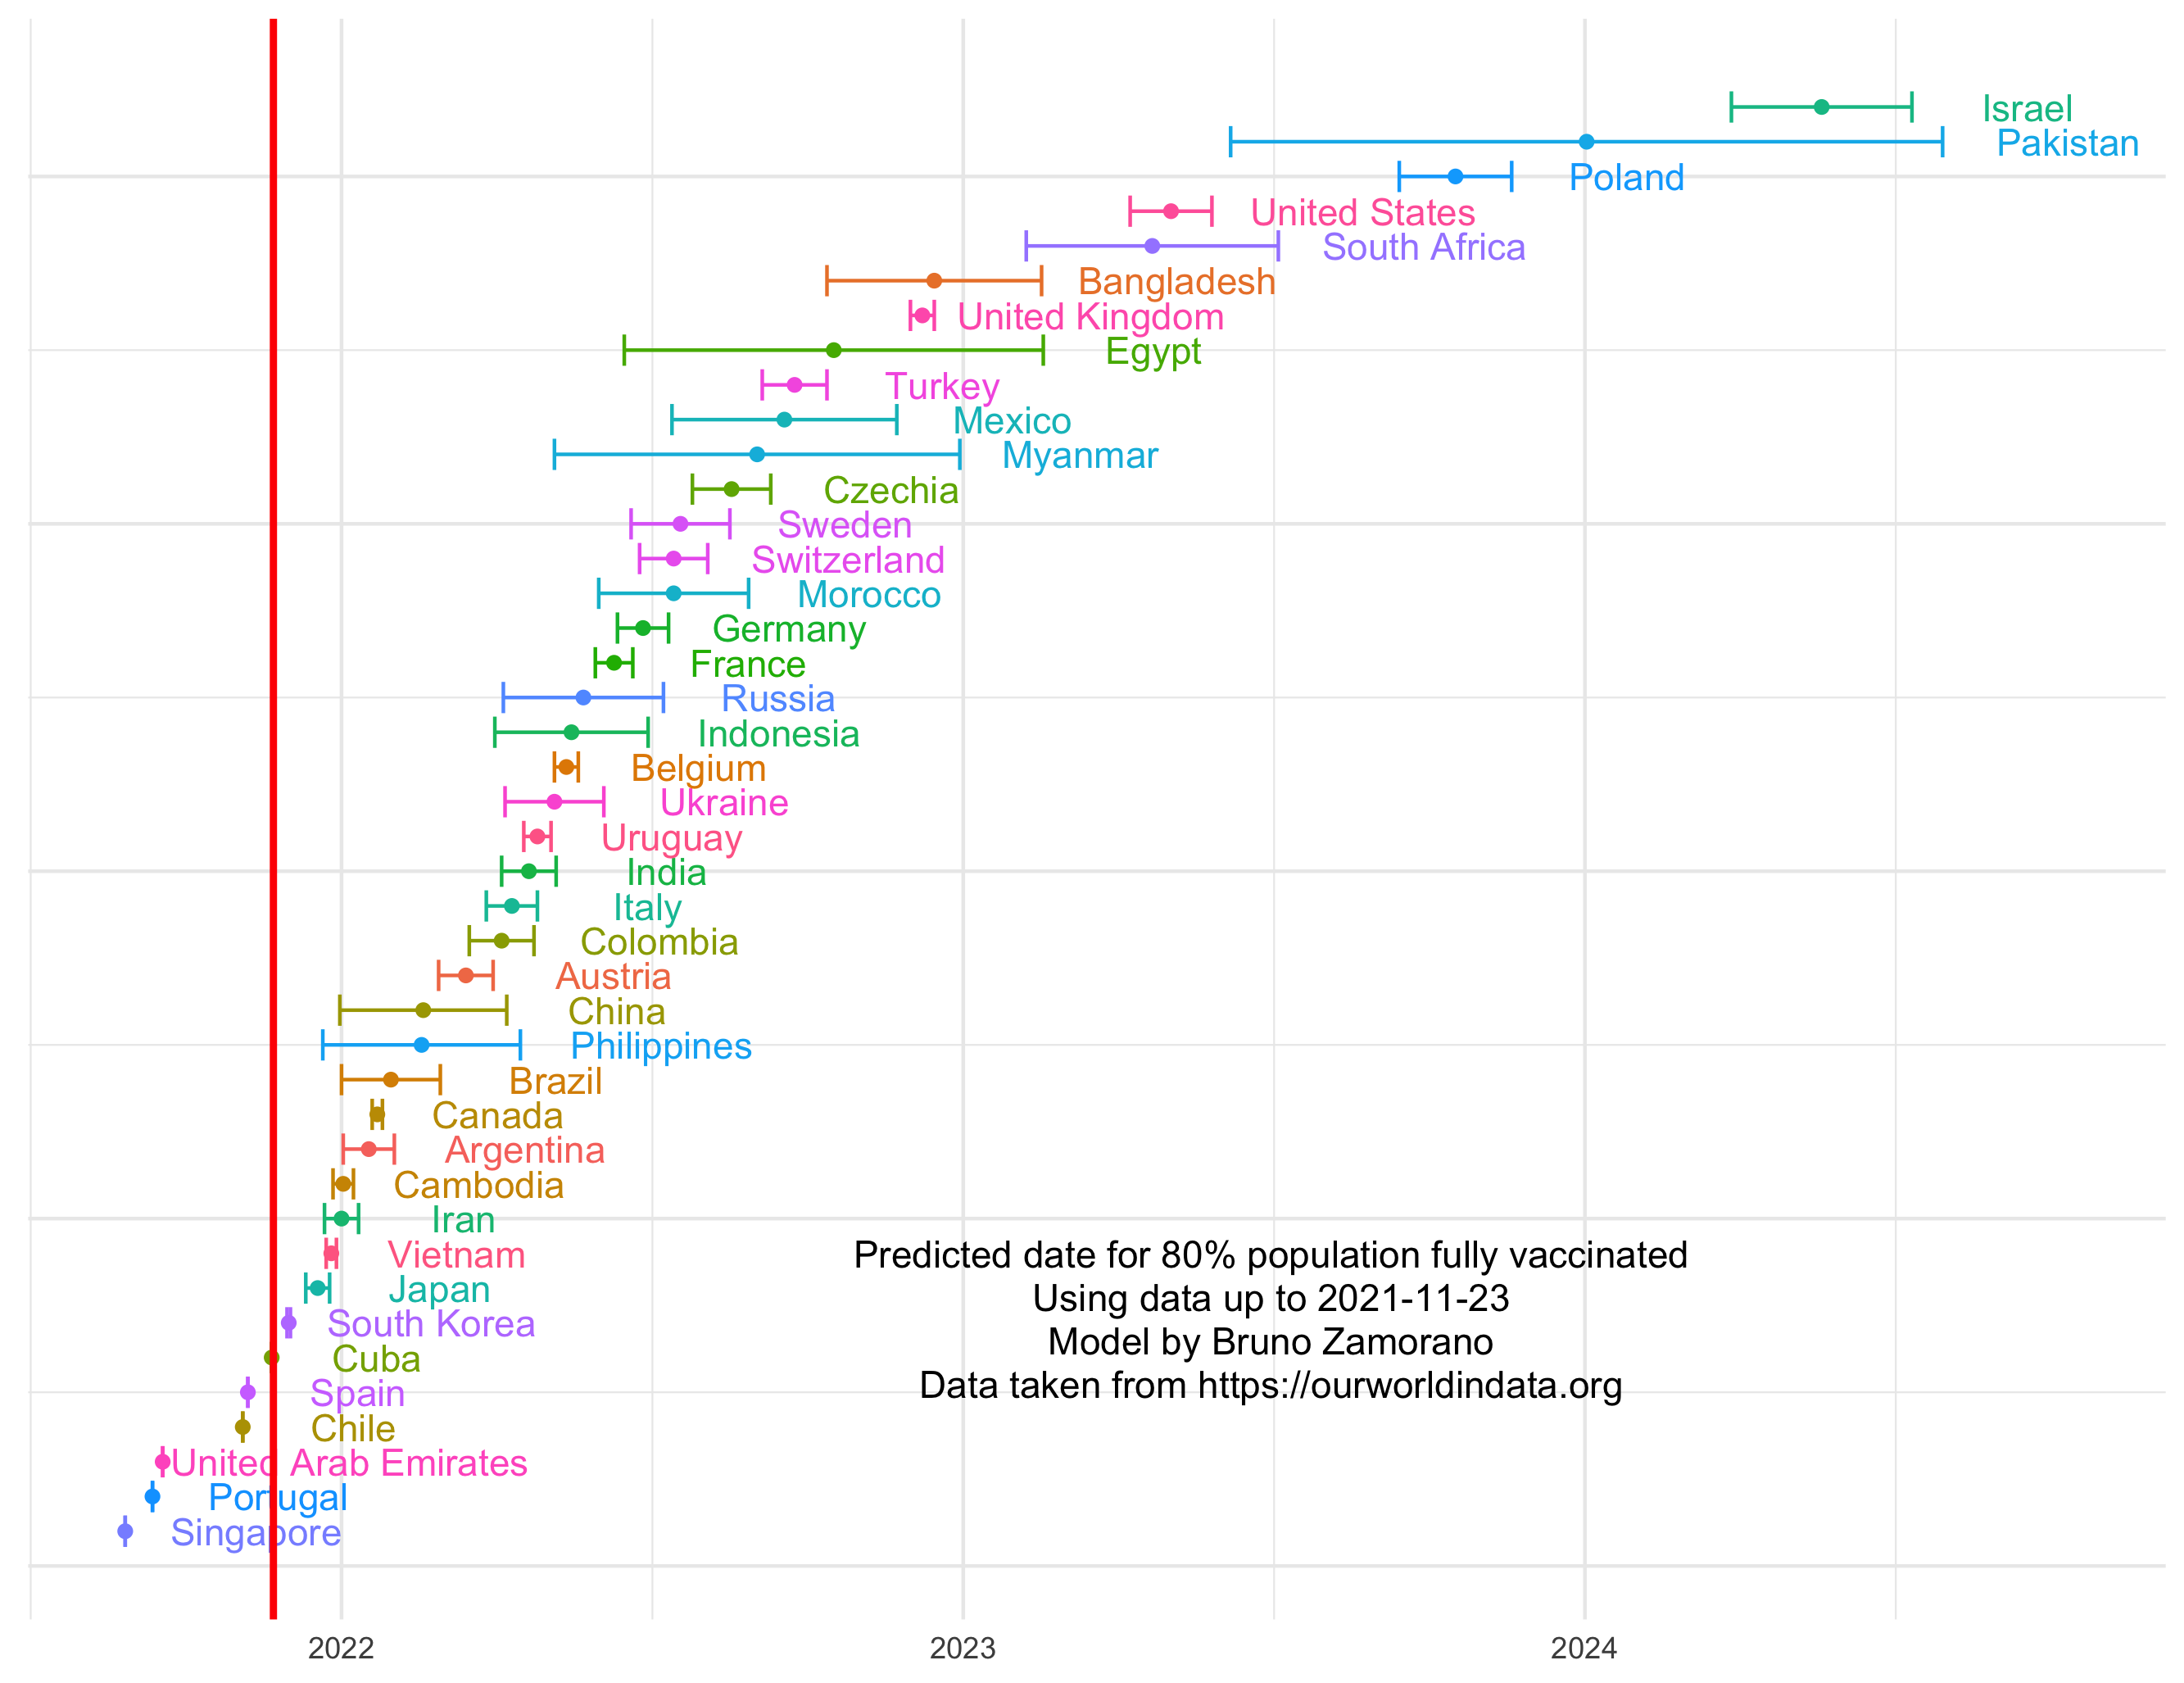 Israel
Pakistan
Poland
United States
South Africa
Bangladesh
United Kingdom
Egypt
Turkey
Mexico
Myanmar
Czechia
Sweden
Switzerland
Morocco
Germany
France
Russia
Indonesia
Belgium
Ukraine
Uruguay
India
Italy
Colombia
Austria
China
Philippines
Brazil
Canada
Argentina
Cambodia
Iran
Vietnam
Japan
South Korea
Cuba
Spain
Chile
United Arab Emirates
Portugal
Singapore
Predicted date for 80% population fully vaccinated
Using data up to 2021-11-23
Model by Bruno Zamorano
Data taken from https://ourworldindata.org
2022
2023
2024